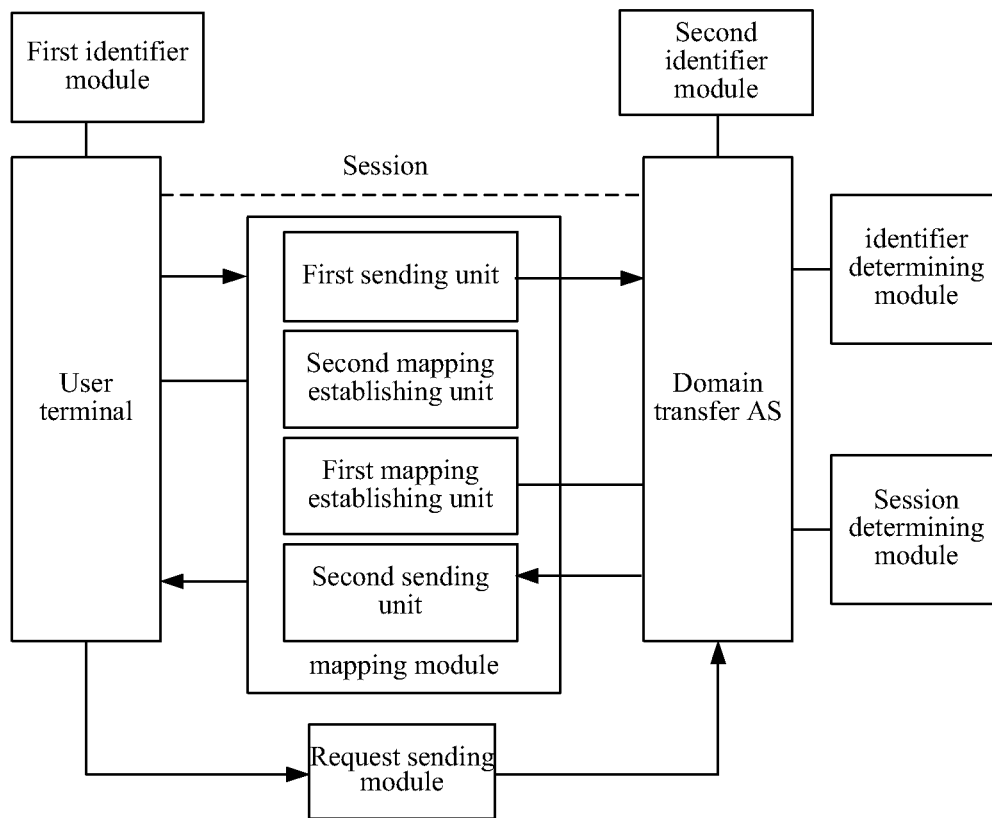 First identifier
module
Second
identifier
module
Session
First sending unit
identifier
determining
module
Second mapping
establishing unit
User
terminal
Domain
transfer AS
First mapping
establishing unit
Session
determining
module
Second sending
unit
mapping module
Request sending
module